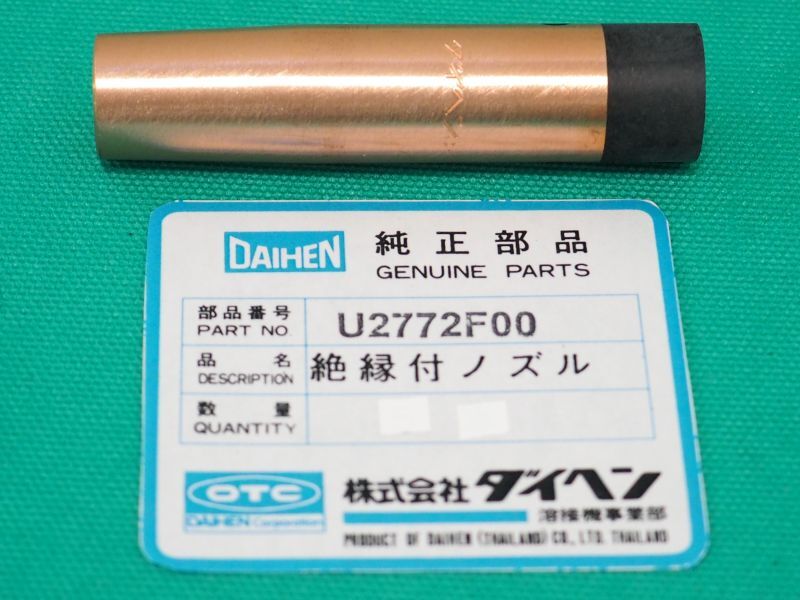 DAIHEN 純正部品
GENUINE PARTS
部品番号
PART NO. U2772F00
品名
DESCRIPTION 絶縁付ノズル
数量
QUANTITY
OTC 株式会社ダイヘン
DAIHEN Corporation 溶接機事業部
PRODUCT OF DAIHEN (THAILAND) CO., LTD. THAILAND